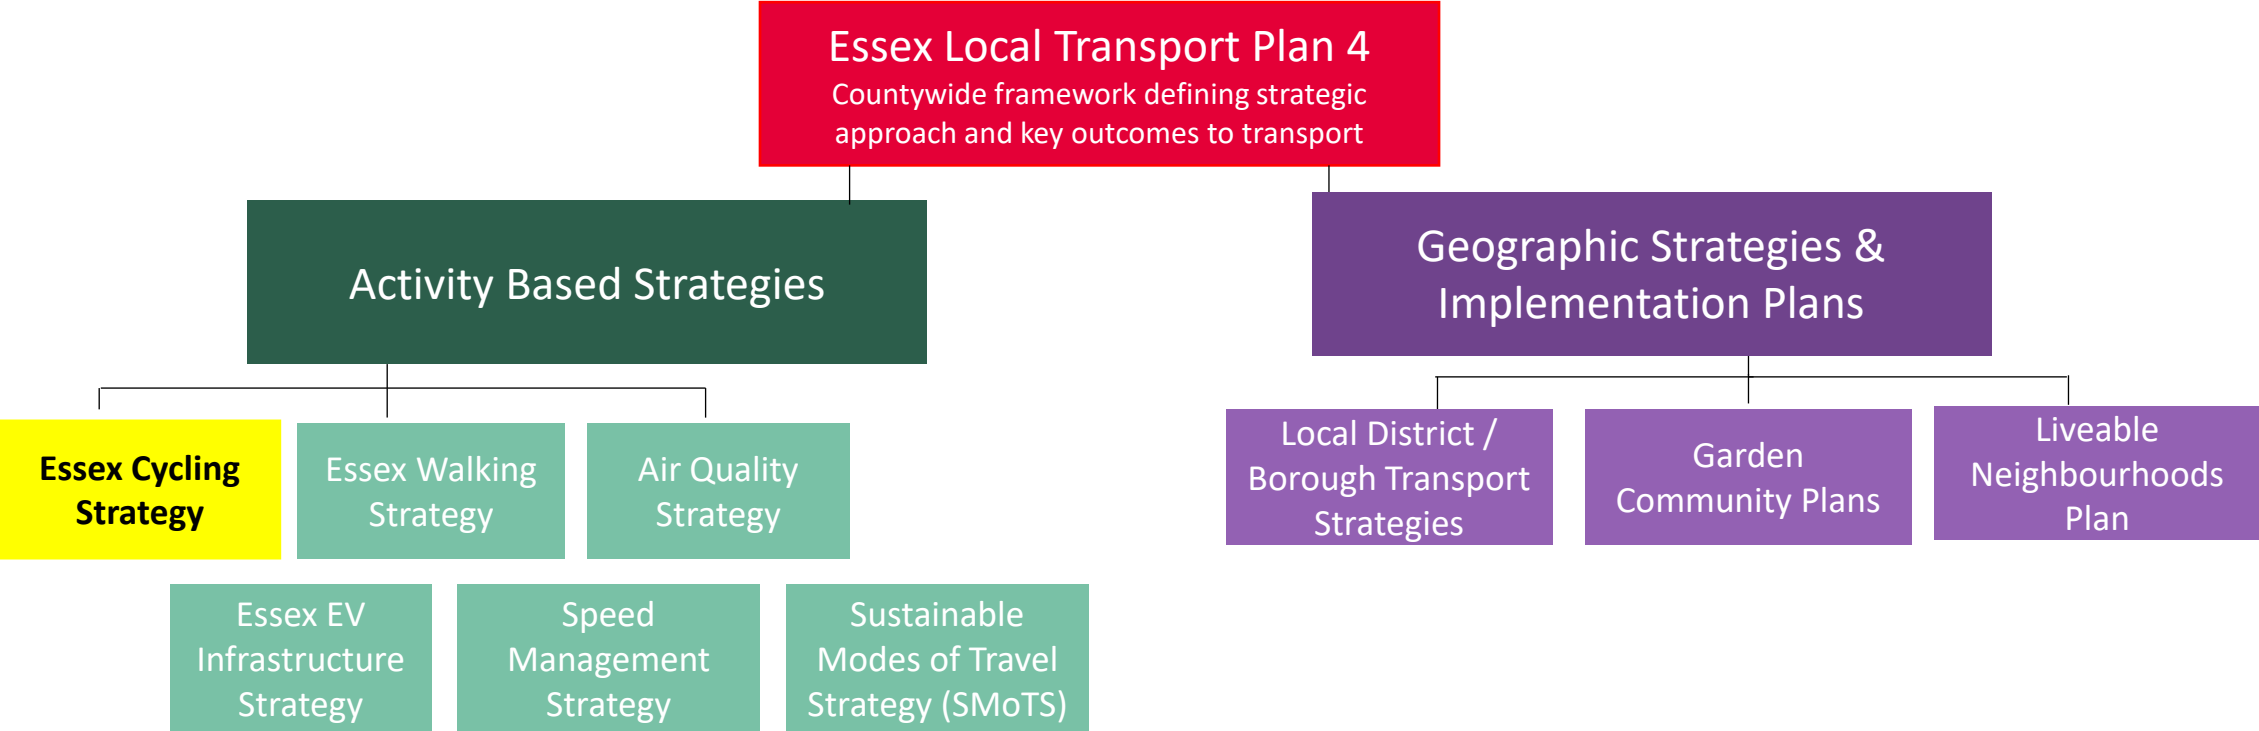 Essex Local Transport Plan 4
Countywide framework defining strategic
approach and key outcomes to transport
Activity Based Strategies
Geographic Strategies &
Implementation Plans
Essex Cycling
Strategy
Essex Walking
Strategy
Air Quality
Strategy
Local District /
Borough Transport
Strategies
Garden
Community Plans
Liveable
Neighbourhoods
Plan
Essex EV
Infrastructure
Strategy
Speed
Management
Strategy
Sustainable
Modes of Travel
Strategy (SMoTS)